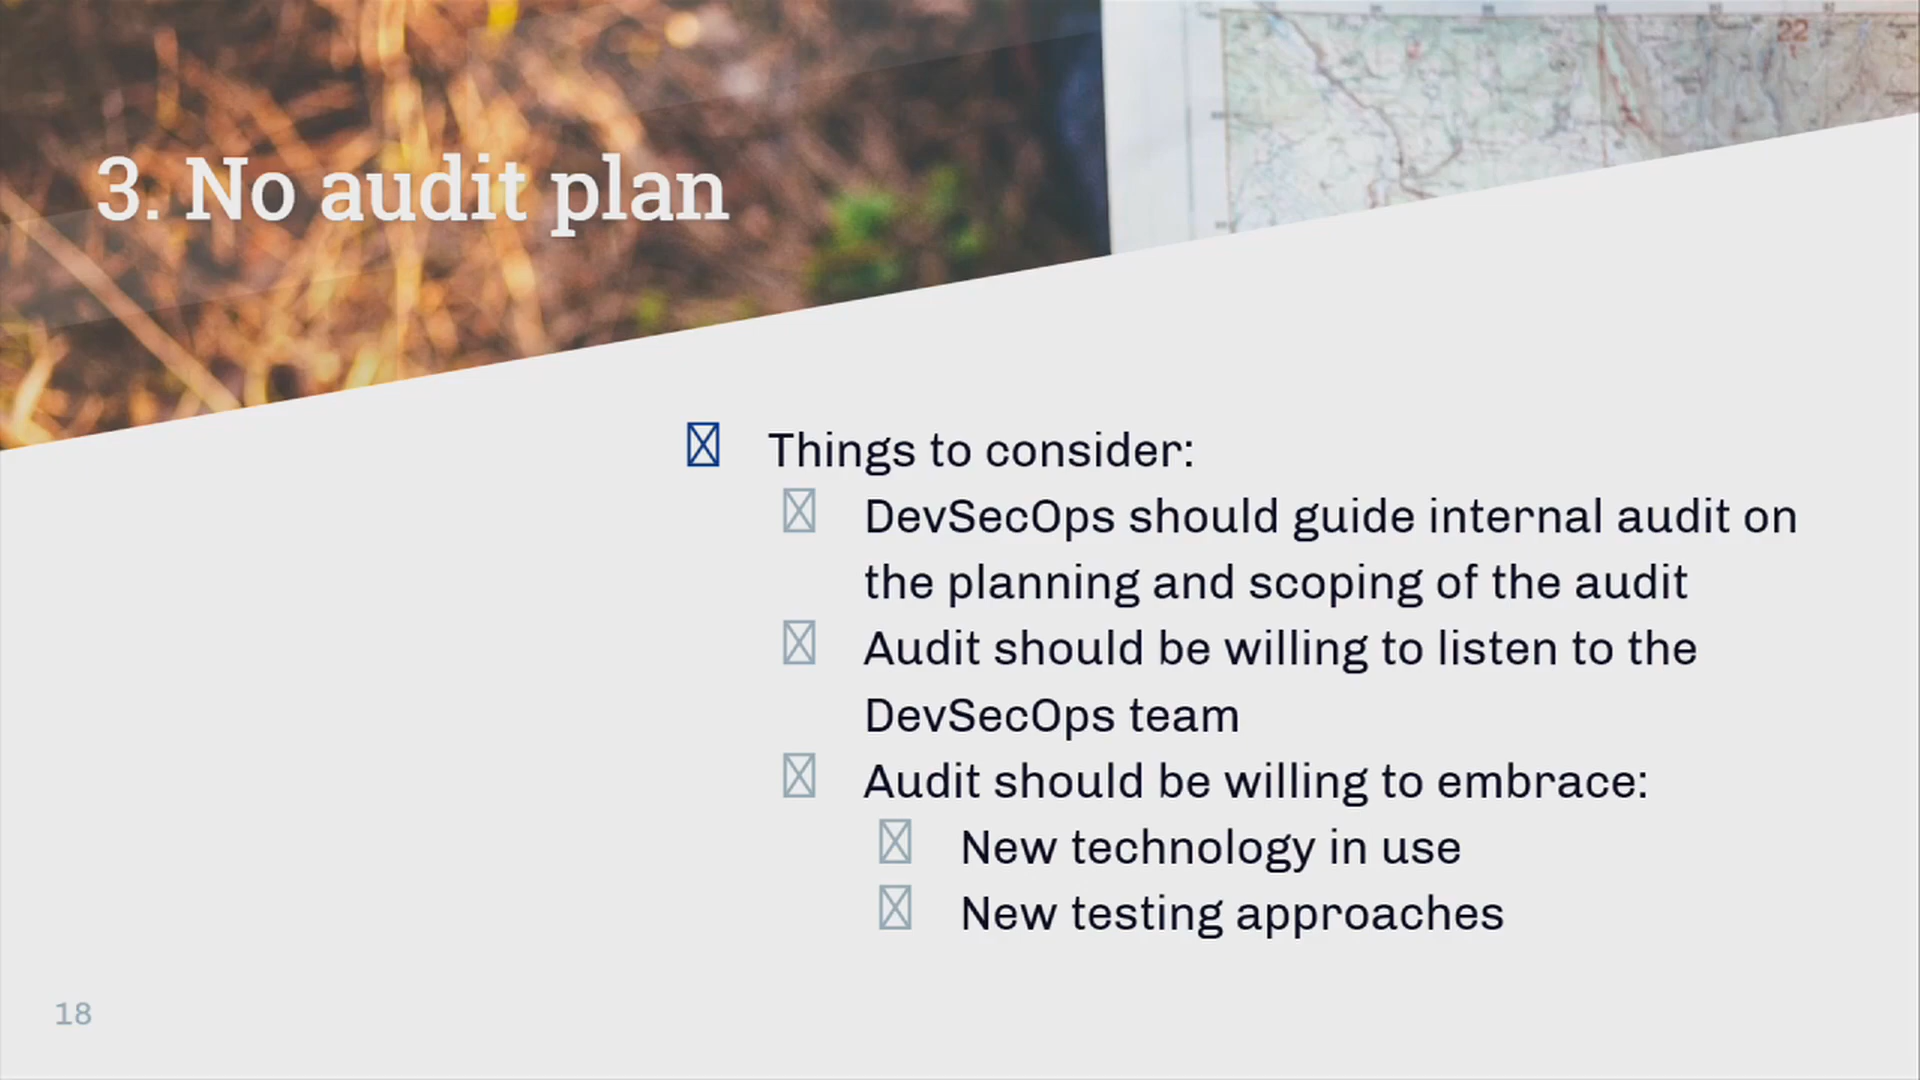 22
3. No audit plan
Things to consider:
DevSecOps should guide internal audit on
the planning and scoping of the audit
Audit should be willing to listen to the
DevSecOps team
Audit should be willing to embrace:
New technology in use
New testing approaches
18